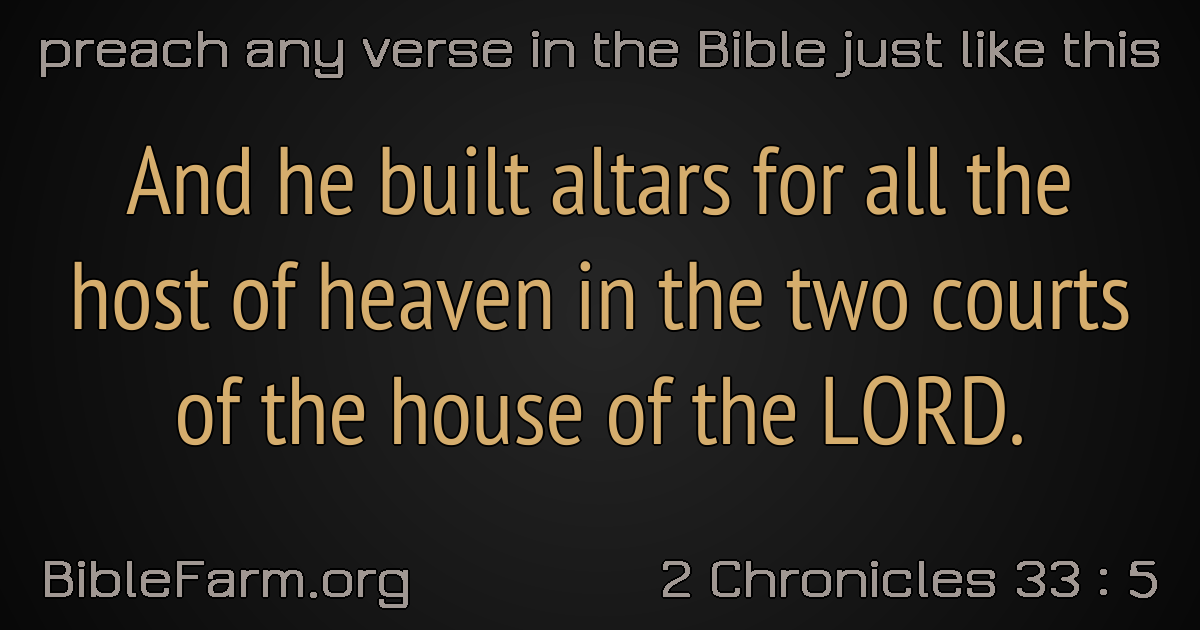 preach any verse in the Bible just like this
And he built altars for all the
host of heaven in the two courts
of the house of the LORD.
BibleFarm.org
2 Chronicles 33 : 5